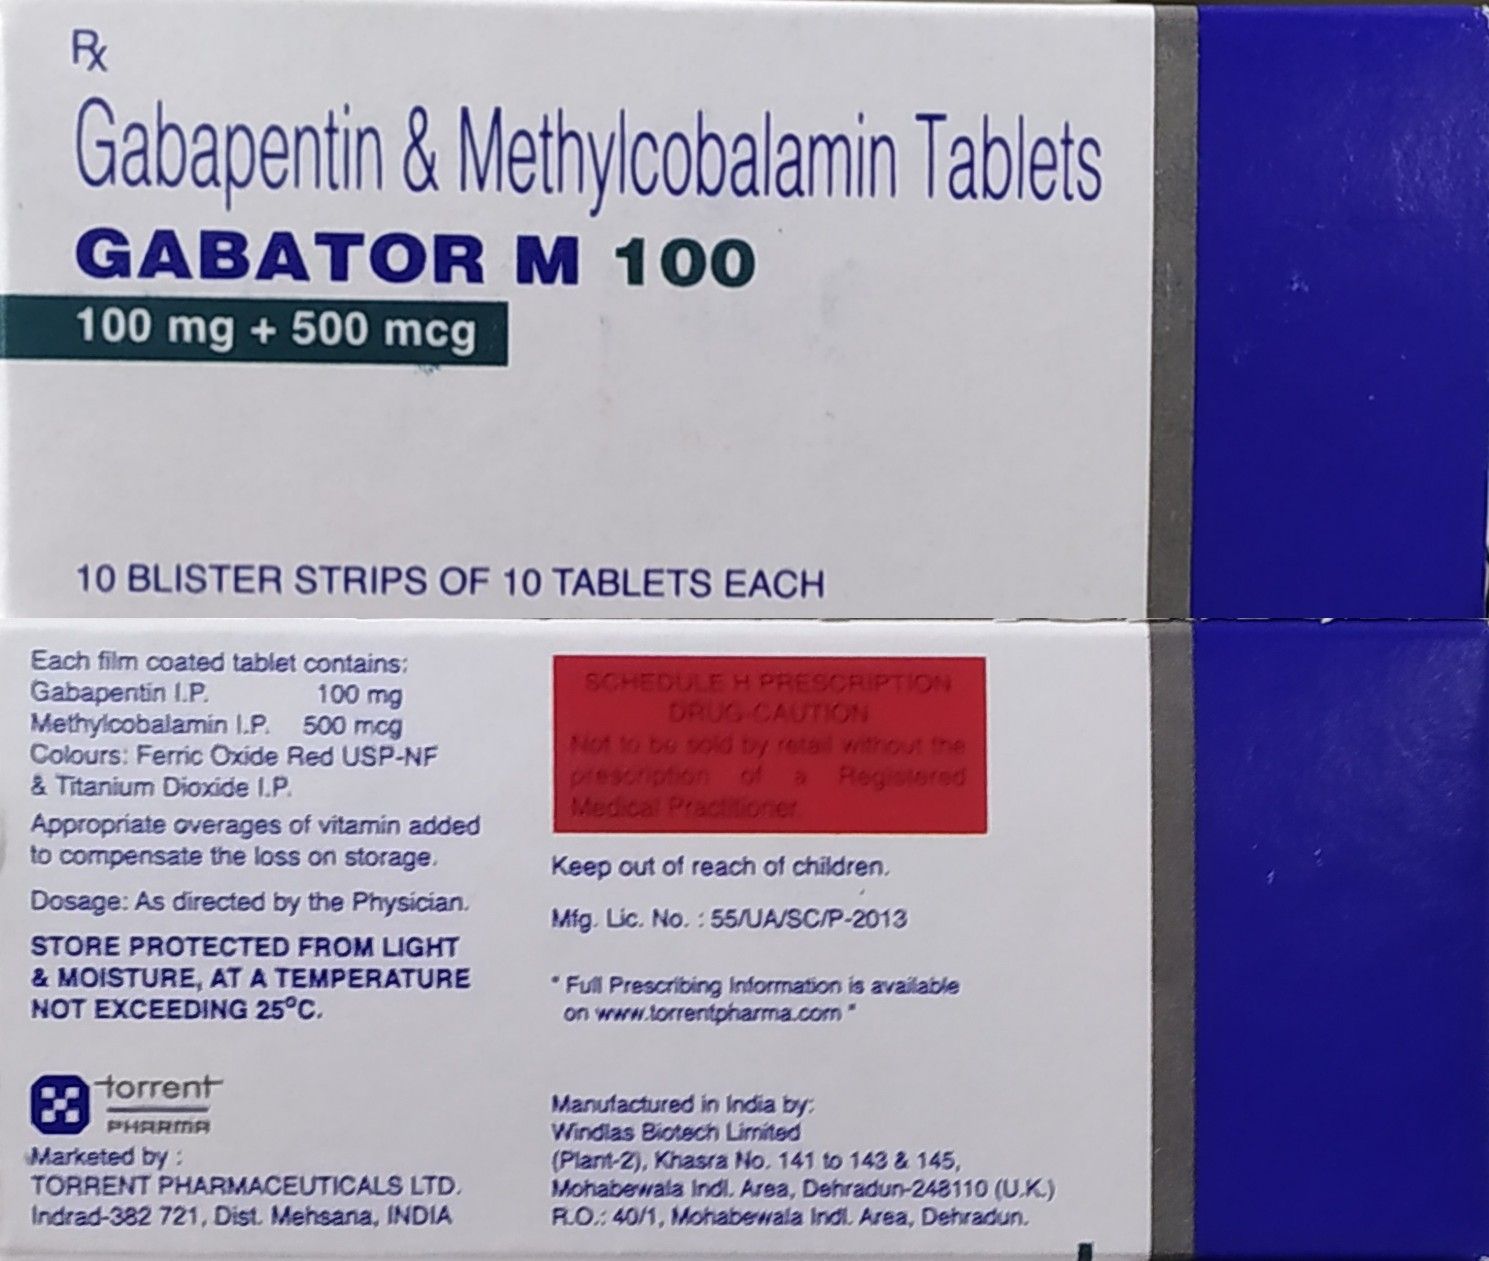 Rx
Gabapentin & Methylcobalamin Tablets
GABATOR M 100
100 mg + 500 mcg
10 BLISTER STRIPS OF 10 TABLETS EACH
Each film coated tablet contains:
Gabapentin I.P. 100 mg
Methylcobalamin I.P. 500 mcg
Colours: Ferric Oxide Red USP-NF
& Titanium Dioxide I.P.
Appropriate overages of vitamin added
to compensate the loss on storage.
Dosage: As directed by the Physician.
STORE PROTECTED FROM LIGHT
& MOISTURE, AT A TEMPERATURE
NOT EXCEEDING 25°C.
torrent
PHARMA
Marketed by :
TORRENT PHARMACEUTICALS LTD.
Indrad-382 721, Dist. Mehsana, INDIA
SCHEDULE H PRESCRIPTION
DRUG-CAUTION
Not to be sold by retail without the
prescription of a Registered
Medical Practitioner.
Keep out of reach of children.
Mfg. Lic. No. : 55/UA/SC/P-2013
* Full Prescribing Information is available
on www.torrentpharma.com *
Manufactured in India by:
Windlas Biotech Limited
(Plant-2), Khasra No. 141 to 143 & 145,
Mohabewala Indl. Area, Dehradun-248110 (U.K.)
R.O.: 40/1, Mohabewala Indl. Area, Dehradun.